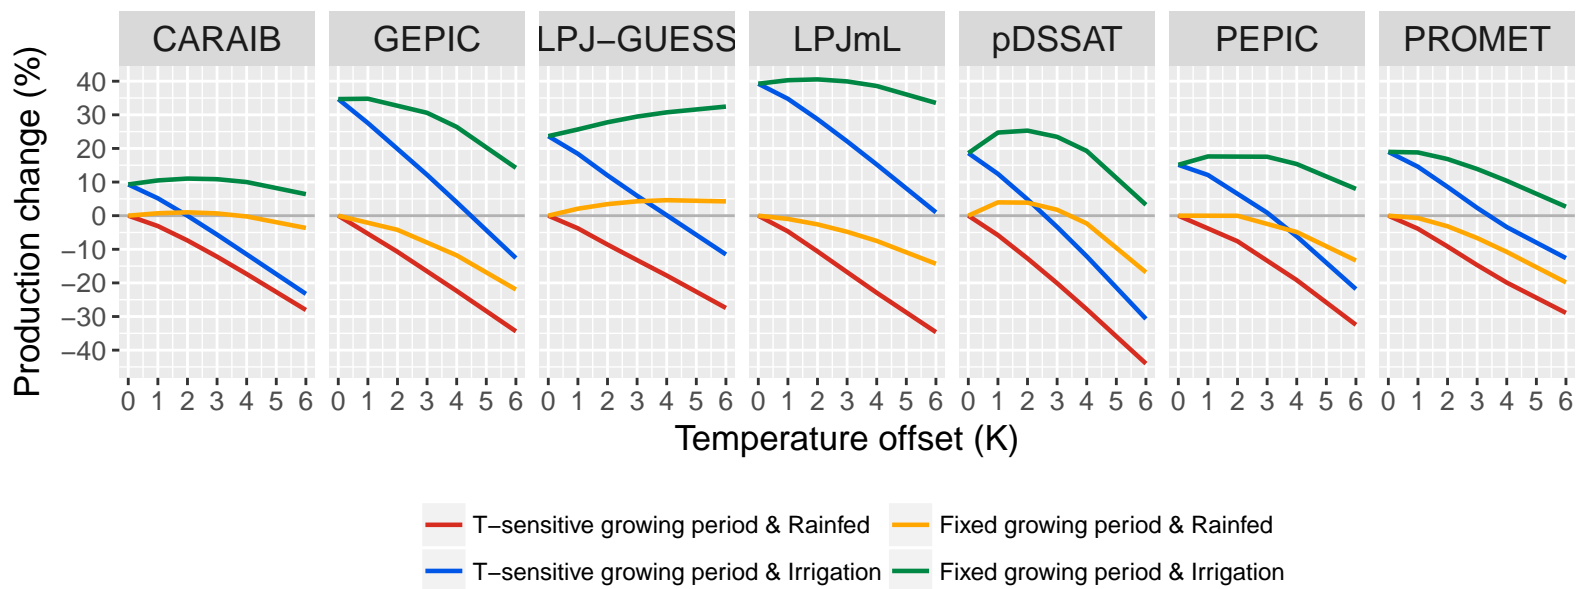 CARAIB GEPIC LPJ−GUESS LPJmL pDSSAT PEPIC PROMET
Production change (%)
40
30
20
10
0
−10
−20
−30
−40
0 1 2 3 4 5 6 0 1 2 3 4 5 6 0 1 2 3 4 5 6 0 1 2 3 4 5 6 0 1 2 3 4 5 6 0 1 2 3 4 5 6 0 1 2 3 4 5 6
Temperature offset (K)
T−sensitive growing period & Rainfed Fixed growing period & Rainfed
T−sensitive growing period & Irrigation Fixed growing period & Irrigation